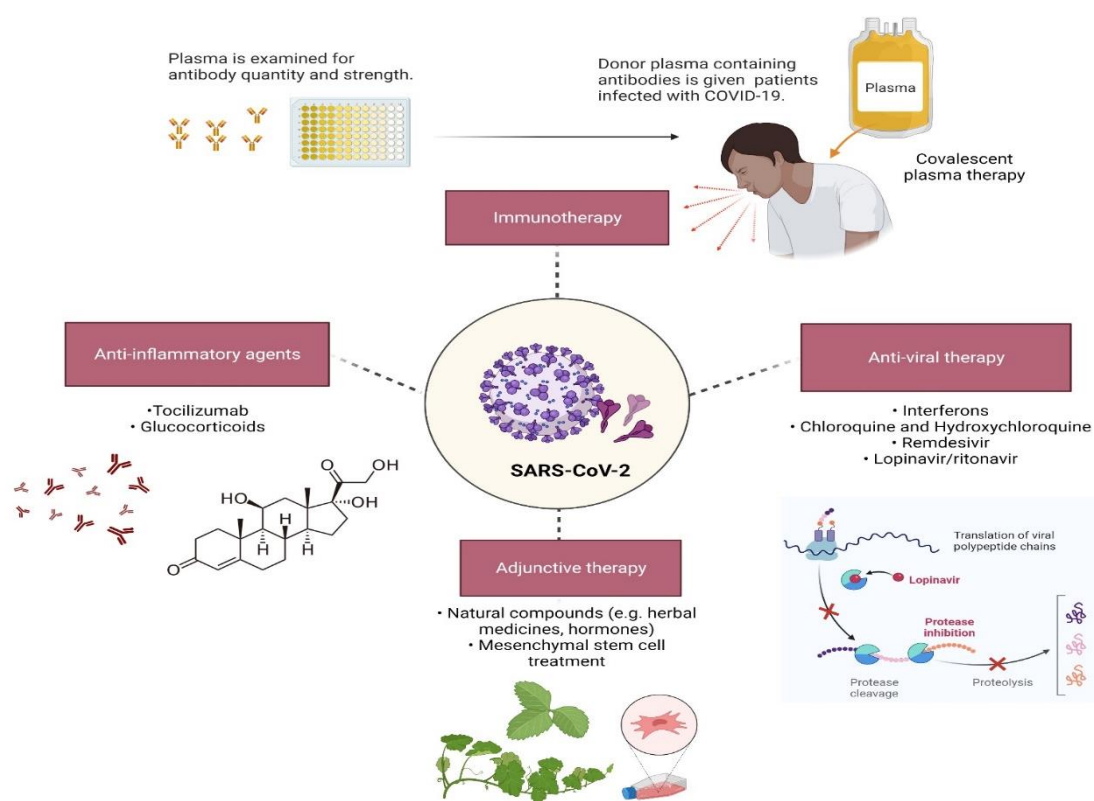 Plasma is examined for
antibody quantity and strength.
Donor plasma containing
antibodies is given patients
infected with COVID-19.
Plasma
Covalescent
plasma therapy
Immunotherapy
Anti-inflammatory agents
•Tocilizumab
•Glucocorticoids
O
OH
HO
OH
H
H
H
O
SARS-CoV-2
Anti-viral therapy
•Interferons
•Chloroquine and Hydroxychloroquine
•Remdesivir
•Lopinavir/ritonavir
Translation of viral
polypeptide chains
Lopinavir
Protease
inhibition
Protease
cleavage
Proteolysis
Adjunctive therapy
• Natural compounds (e.g. herbal
medicines, hormones)
• Mesenchymal stem cell
treatment